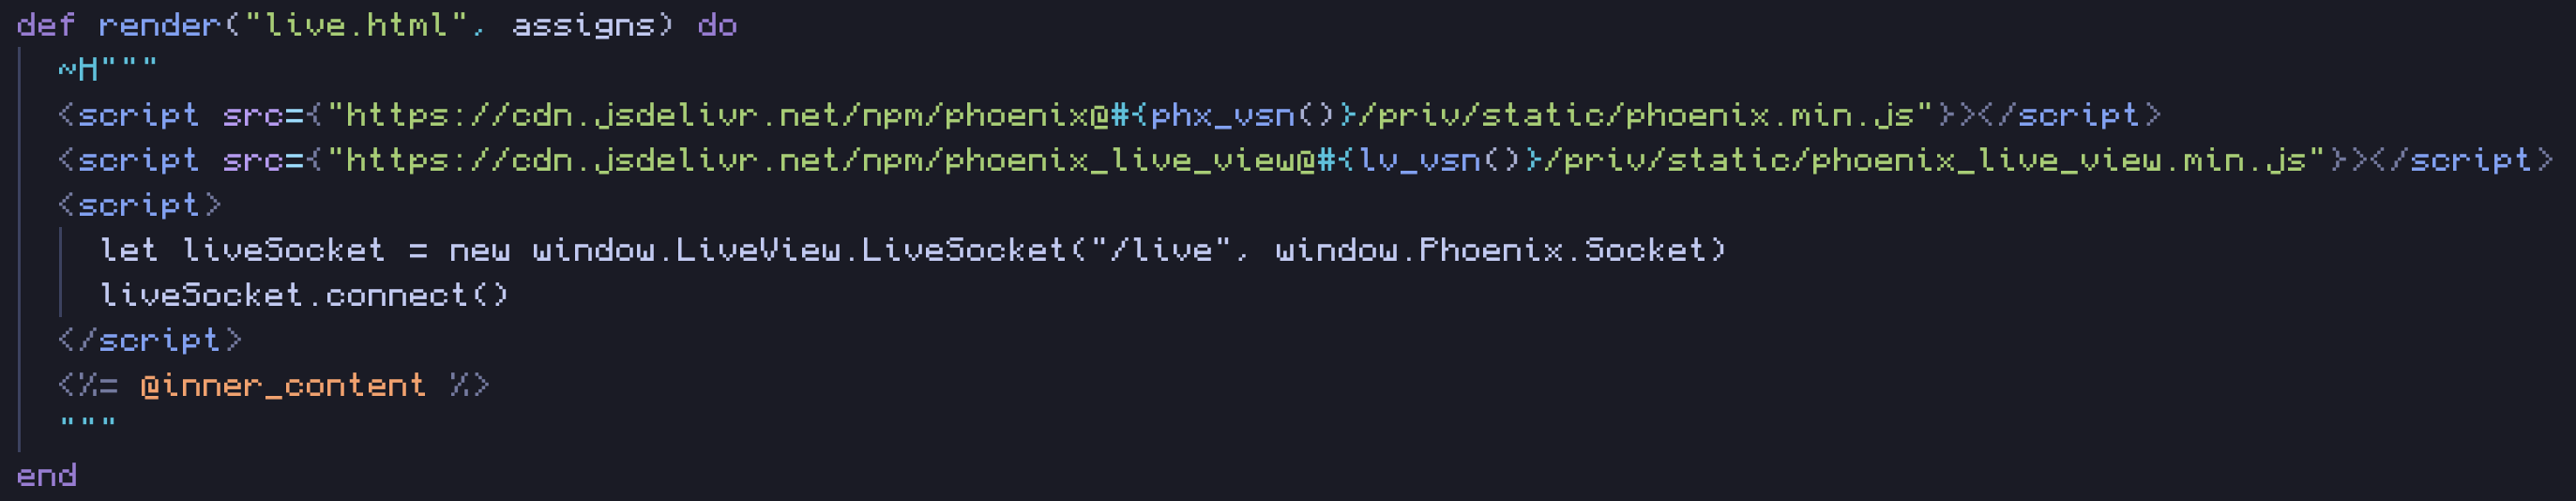 def render("live.html", assigns) do
  ~H"""
  <script src={"https://cdn.jsdelivr.net/npm/phoenix@#{phx_vsn()}/priv/static/phoenix.min.js"}></script>
  <script src={"https://cdn.jsdelivr.net/npm/phoenix_live_view@#{lv_vsn()}/priv/static/phoenix_live_view.min.js"}></script>
  <script>
    let liveSocket = new window.LiveView.LiveSocket("/live", window.Phoenix.Socket)
    liveSocket.connect()
  </script>
  <%= @inner_content %>
  """
end